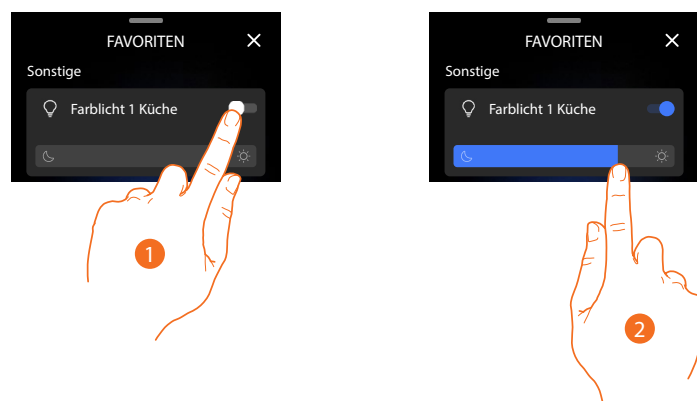 FAVORITEN
Sonstige
Farblicht 1 Küche
1
FAVORITEN
Sonstige
Farblicht 1 Küche
2